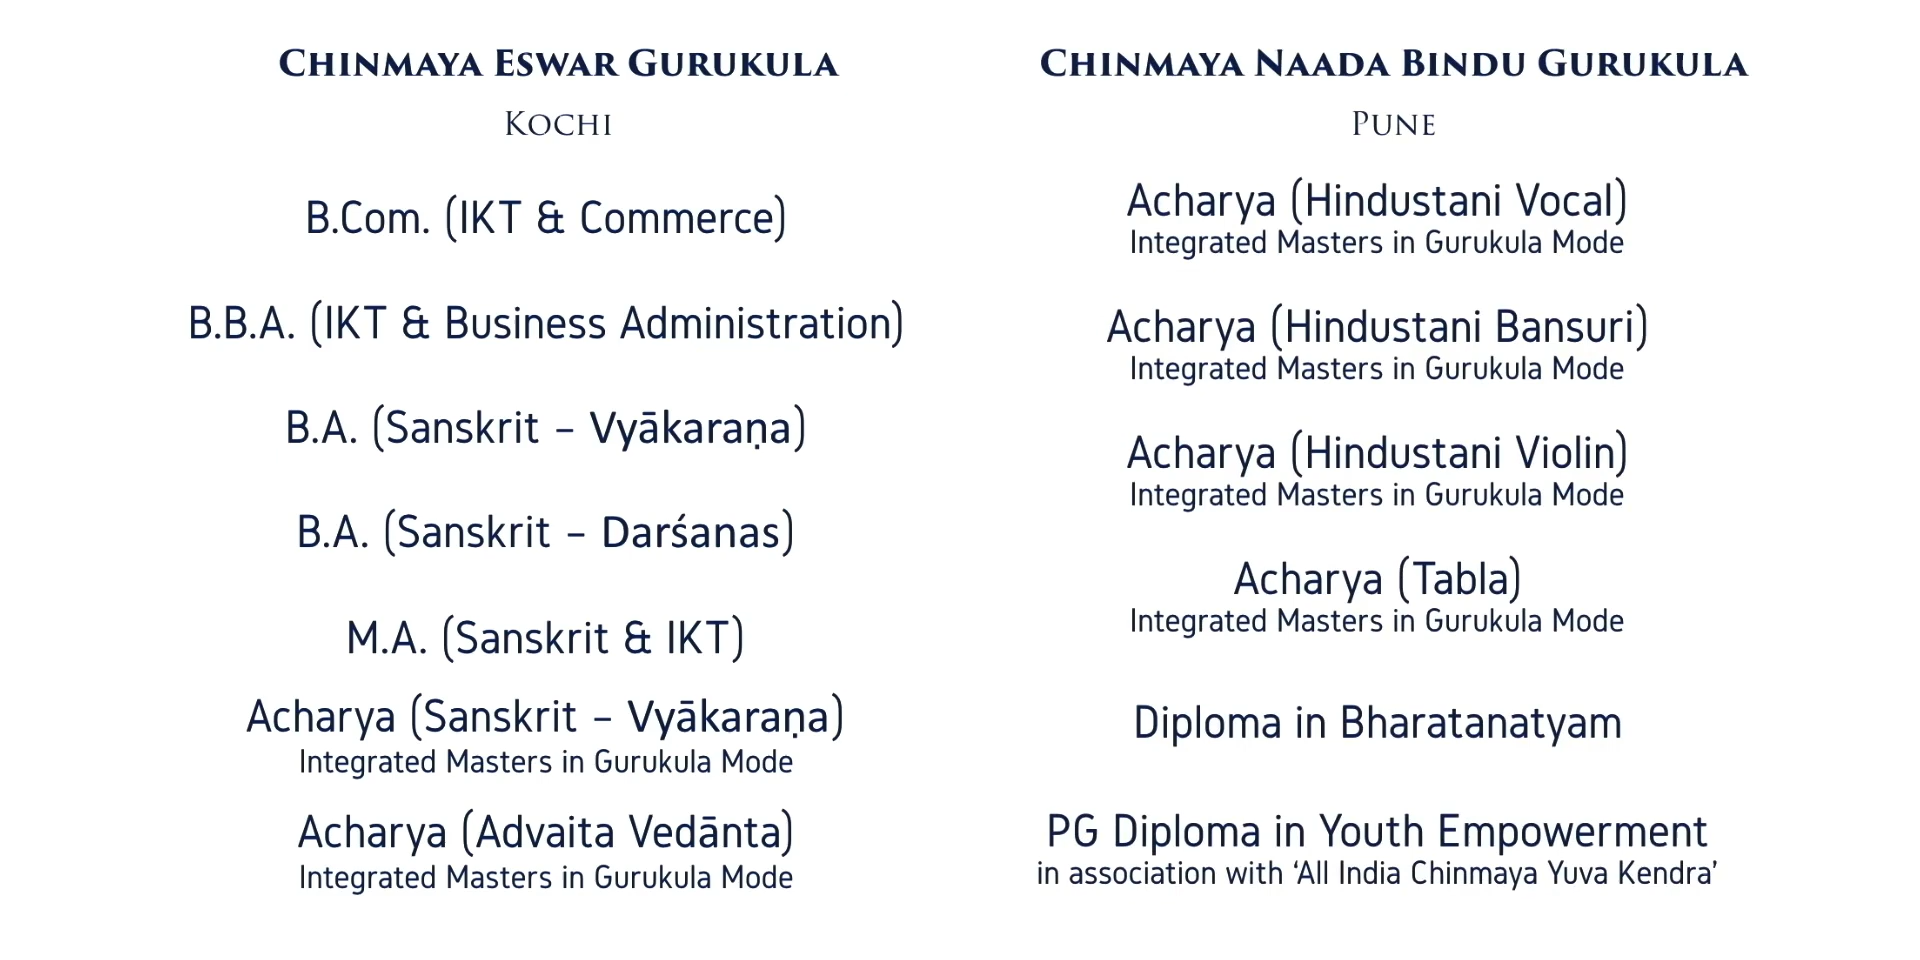 CHINMAYA ESWAR GURUKULA
KOCHI
B.Com. (IKT & Commerce)
B.B.A. (IKT & Business Administration)
B.A. (Sanskrit – Vyākaraṇa)
B.A. (Sanskrit – Darśanas)
M.A. (Sanskrit & IKT)
Acharya (Sanskrit – Vyākaraṇa)
Integrated Masters in Gurukula Mode
Acharya (Advaita Vedānta)
Integrated Masters in Gurukula Mode
CHINMAYA NAADA BINDU GURUKULA
PUNE
Acharya (Hindustani Vocal)
Integrated Masters in Gurukula Mode
Acharya (Hindustani Bansuri)
Integrated Masters in Gurukula Mode
Acharya (Hindustani Violin)
Integrated Masters in Gurukula Mode
Acharya (Tabla)
Integrated Masters in Gurukula Mode
Diploma in Bharatanatyam
PG Diploma in Youth Empowerment
in association with ‘All India Chinmaya Yuva Kendra’